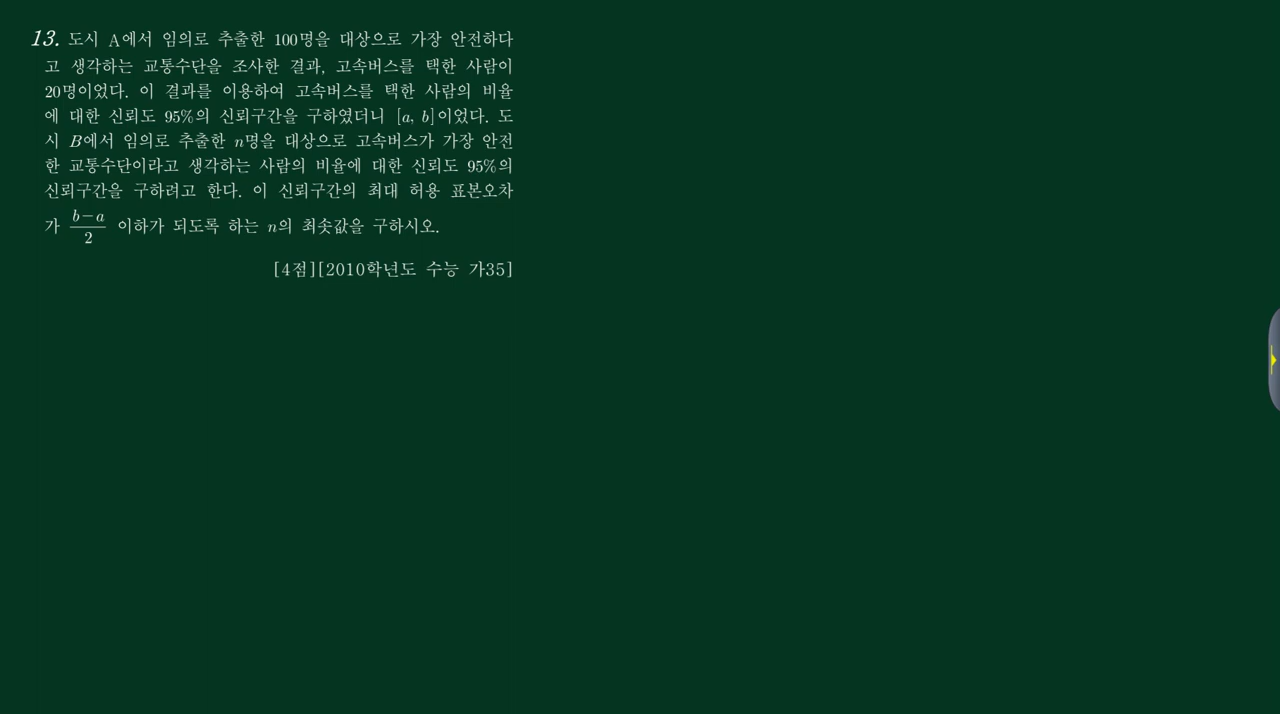 13. 도시 A에서 임의로 추출한 100명을 대상으로 가장 안전하다
고 생각하는 교통수단을 조사한 결과, 고속버스를 택한 사람이
20명이었다. 이 결과를 이용하여 고속버스를 택한 사람의 비율
에 대한 신뢰도 95%의 신뢰구간을 구하였더니 [a, b]이었다. 도
시 B에서 임의로 추출한 n명을 대상으로 고속버스가 가장 안전
한 교통수단이라고 생각하는 사람의 비율에 대한 신뢰도 95%의
신뢰구간을 구하려고 한다. 이 신뢰구간의 최대 허용 표본오차
가 $\frac{b-a}{2}$ 이하가 되도록 하는 n의 최솟값을 구하시오.
[4점][2010학년도 수능 가35]